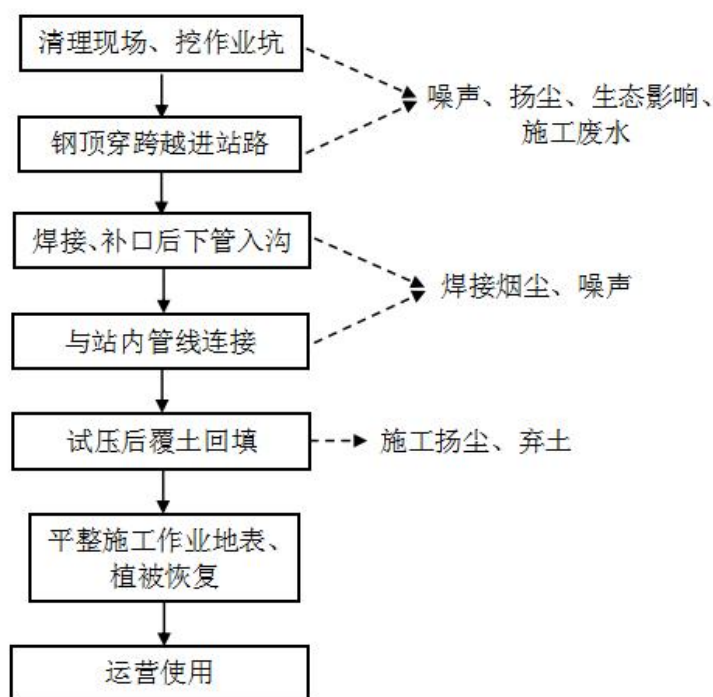 清理现场、挖作业坑
噪声、扬尘、生态影响、
施工废水
钢顶穿跨越进站路
焊接、补口后下管入沟
焊接烟尘、噪声
与站内管线连接
试压后覆土回填
施工扬尘、弃土
平整施工作业地表、
植被恢复
运营使用